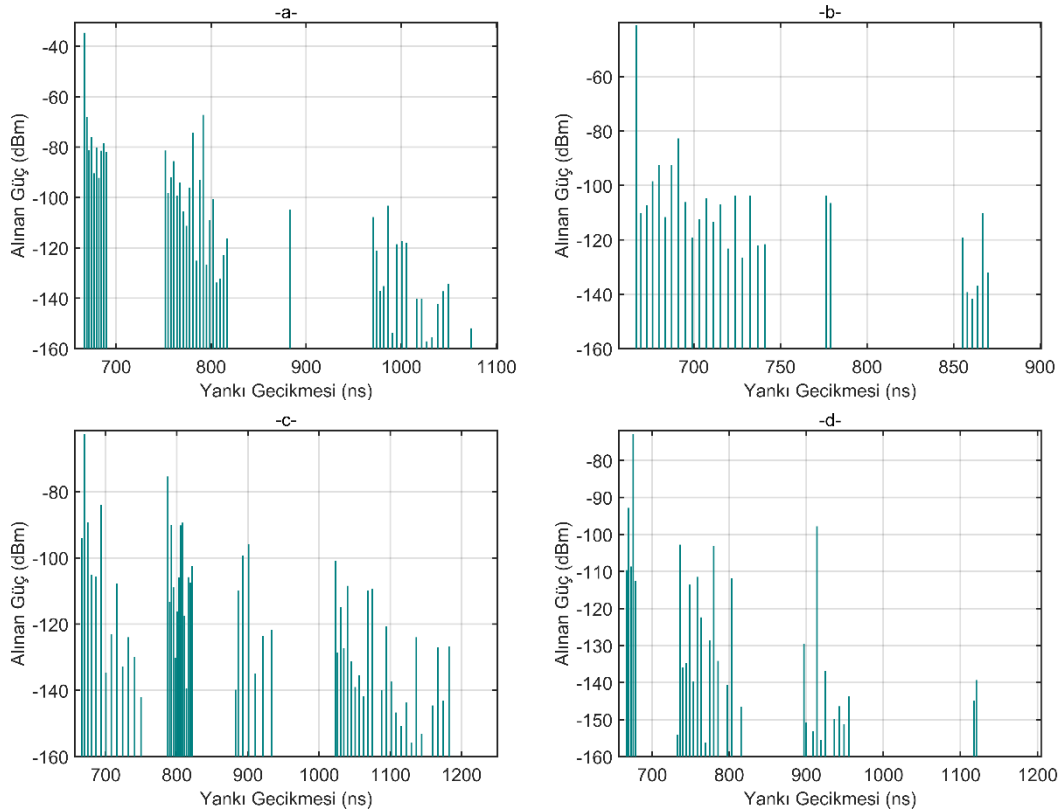 -a-
-40
-60
-80
-100
-120
-140
-160
Alınan Güç (dBm)
700 800 900 1000 1100
Yankı Gecikmesi (ns)
-b-
-60
-80
-100
-120
-140
-160
Alınan Güç (dBm)
700 750 800 850 900
Yankı Gecikmesi (ns)
-c-
-80
-100
-120
-140
-160
Alınan Güç (dBm)
700 800 900 1000 1100 1200
Yankı Gecikmesi (ns)
-d-
-80
-90
-100
-110
-120
-130
-140
-150
-160
Alınan Güç (dBm)
700 800 900 1000 1100 1200
Yankı Gecikmesi (ns)